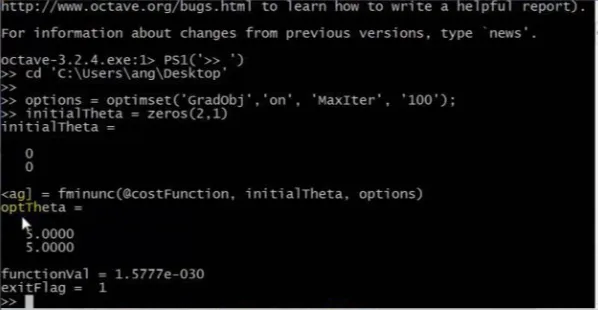 http://www.octave.org/bugs.html to learn how to write a helpful report).
For information about changes from previous versions, type `news'.
octave-3.2.4.exe:1> PS1('>> ')
>> cd 'C:\Users\ang\Desktop'
>>
>> options = optimset('GradObj','on', 'MaxIter', '100');
>> initialTheta = zeros(2,1)
initialTheta =
0
0
<ag] = fminunc(@costFunction, initialTheta, options)
optTheta =
5.0000
5.0000
functionVal = 1.5777e-030
exitFlag = 1
>>